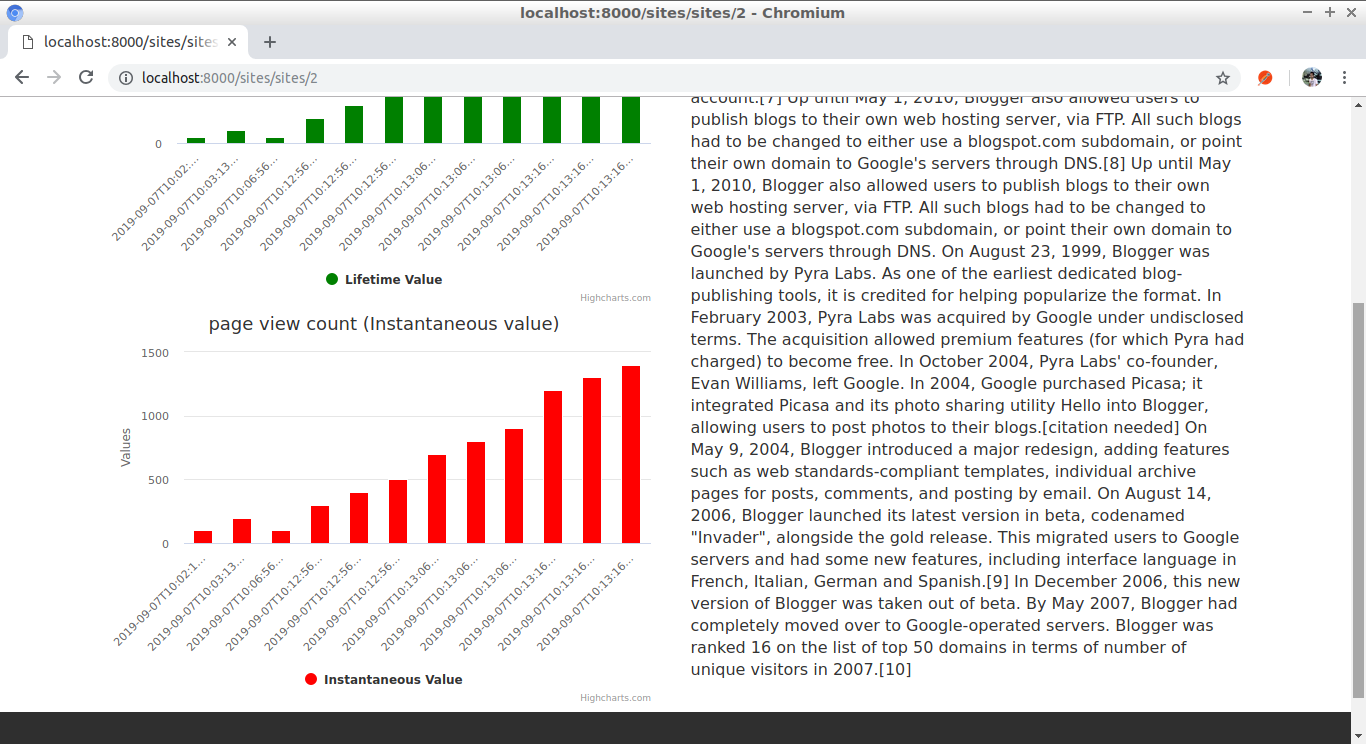 localhost:8000/sites/sites/2 - Chromium
localhost:8000/sites/sites
localhost:8000/sites/sites/2
0
2019-09-07T10:02:...
2019-09-07T10:03:13...
2019-09-07T10:06:56...
2019-09-07T10:12:56...
2019-09-07T10:12:56...
2019-09-07T10:12:56...
2019-09-07T10:13:06...
2019-09-07T10:13:06...
2019-09-07T10:13:06...
2019-09-07T10:13:16...
2019-09-07T10:13:16...
2019-09-07T10:13:16...
Lifetime Value
Highcharts.com
page view count (Instantaneous value)
Values
1500
1000
500
0
2019-09-07T10:02:1...
2019-09-07T10:03:13...
2019-09-07T10:06:56...
2019-09-07T10:12:56...
2019-09-07T10:12:56...
2019-09-07T10:12:56...
2019-09-07T10:13:06...
2019-09-07T10:13:06...
2019-09-07T10:13:06...
2019-09-07T10:13:16...
2019-09-07T10:13:16...
2019-09-07T10:13:16...
Instantaneous Value
Highcharts.com
account.[7] Up until May 1, 2010, Blogger also allowed users to
publish blogs to their own web hosting server, via FTP. All such blogs
had to be changed to either use a blogspot.com subdomain, or point
their own domain to Google's servers through DNS.[8] Up until May
1, 2010, Blogger also allowed users to publish blogs to their own
web hosting server, via FTP. All such blogs had to be changed to
either use a blogspot.com subdomain, or point their own domain to
Google's servers through DNS. On August 23, 1999, Blogger was
launched by Pyra Labs. As one of the earliest dedicated blog-
publishing tools, it is credited for helping popularize the format. In
February 2003, Pyra Labs was acquired by Google under undisclosed
terms. The acquisition allowed premium features (for which Pyra had
charged) to become free. In October 2004, Pyra Labs' co-founder,
Evan Williams, left Google. In 2004, Google purchased Picasa; it
integrated Picasa and its photo sharing utility Hello into Blogger,
allowing users to post photos to their blogs.[citation needed] On
May 9, 2004, Blogger introduced a major redesign, adding features
such as web standards-compliant templates, individual archive
pages for posts, comments, and posting by email. On August 14,
2006, Blogger launched its latest version in beta, codenamed
"Invader", alongside the gold release. This migrated users to Google
servers and had some new features, including interface language in
French, Italian, German and Spanish.[9] In December 2006, this new
version of Blogger was taken out of beta. By May 2007, Blogger had
completely moved over to Google-operated servers. Blogger was
ranked 16 on the list of top 50 domains in terms of number of
unique visitors in 2007.[10]